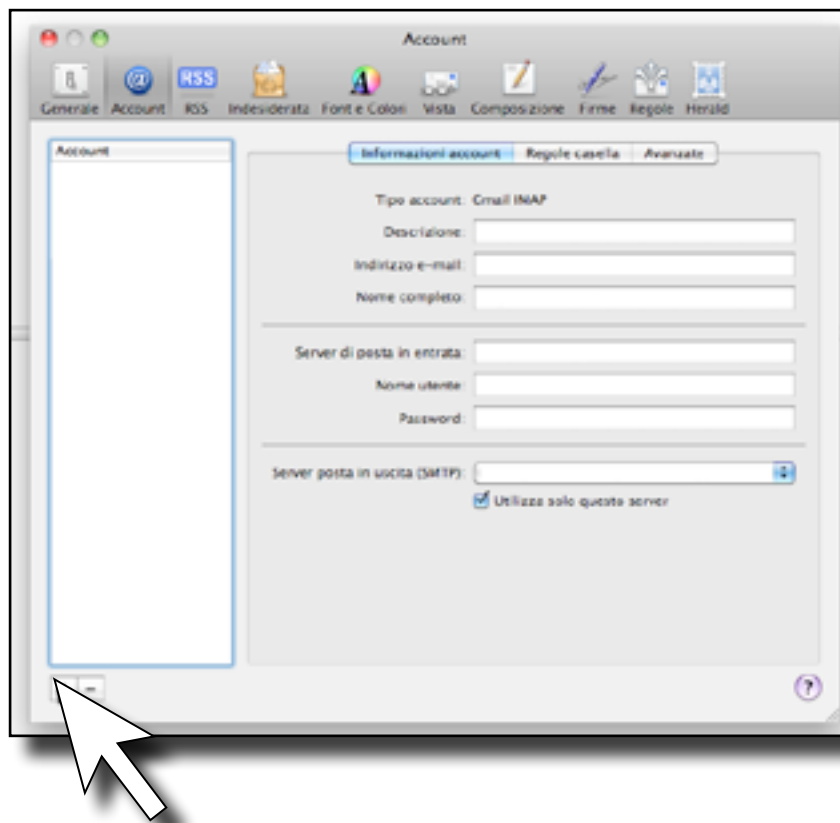 Account
RSS
Generale Account RSS Indesiderata Font e Colori Vista Composizione Firme Regole Herald
Account
Informazioni account Regole casella Avanzate
Tipo account: Gmail IMAP
Descrizione:
Indirizzo e-mail:
Nome completo:
Server di posta in entrata:
Nome utente:
Password:
Server posta in uscita (SMTP):
Utilizza solo questo server
?